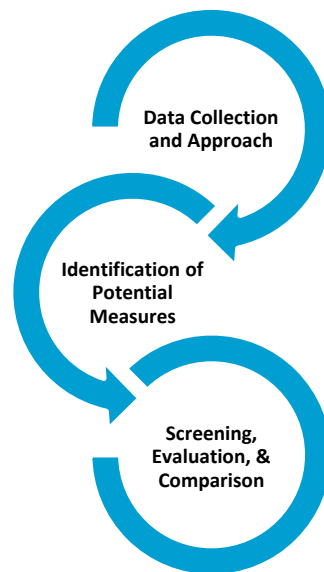 Data Collection
and Approach
Identification of
Potential
Measures
Screening,
Evaluation, &
Comparison